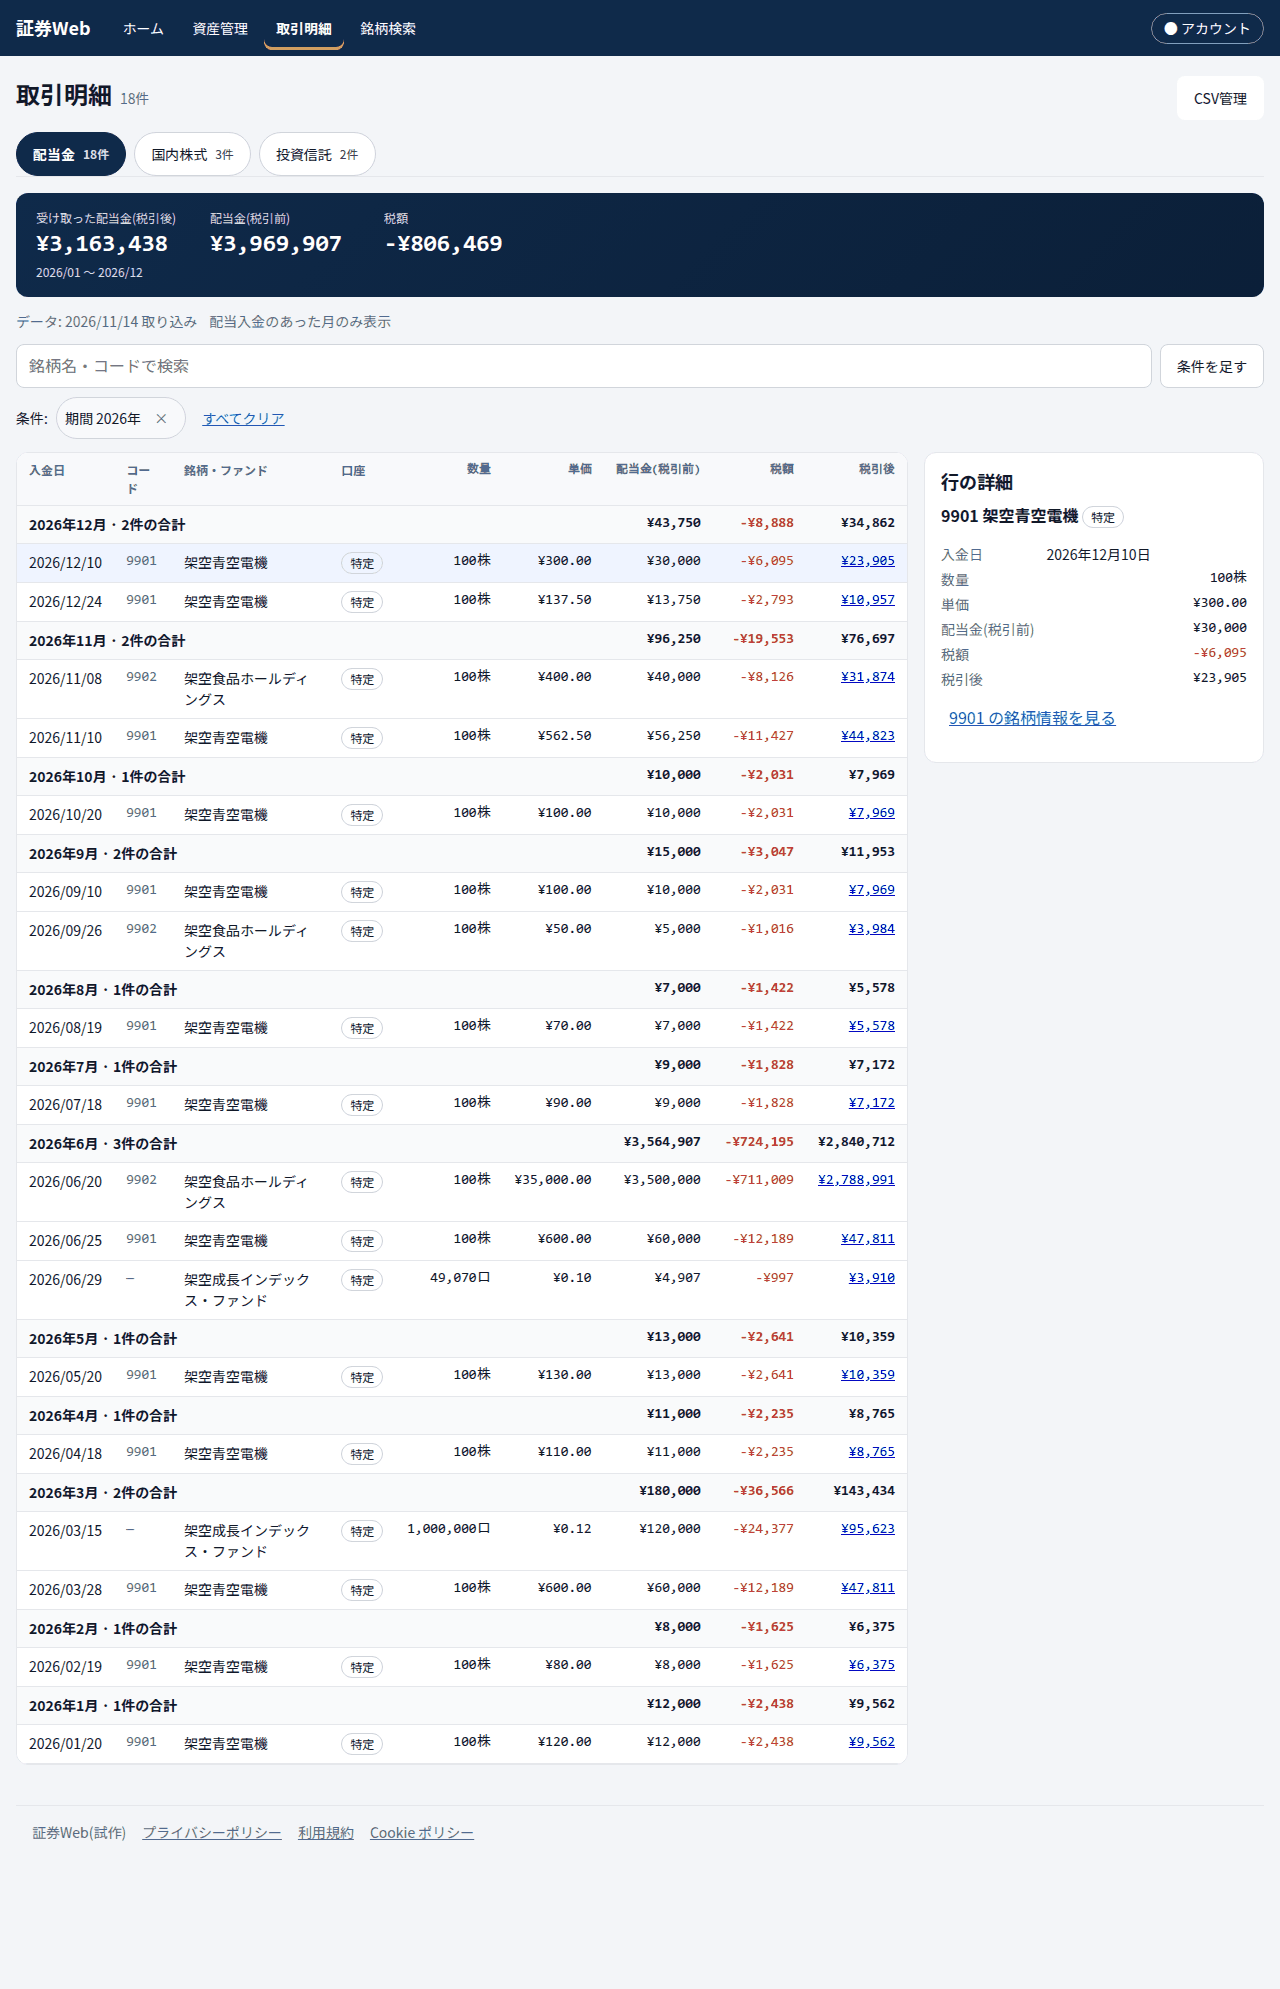 証券Web ホーム 資産管理 取引明細 銘柄検索 アカウント
取引明細 18件 CSV管理
配当金 18件 国内株式 3件 投資信託 2件
受け取った配当金(税引後) 配当金(税引前) 税額
¥3,163,438 ¥3,969,907 -¥806,469
2026/01 〜 2026/12
データ: 2026/11/14 取り込み 配当入金のあった月のみ表示
銘柄名・コードで検索 条件を足す
条件: 期間 2026年 × すべてクリア
入金日 コード 銘柄・ファンド 口座 数量 単価 配当金(税引前) 税額 税引後
2026年12月・2件の合計 ¥43,750 -¥8,888 ¥34,862
2026/12/10 9901 架空青空電機 特定 100株 ¥300.00 ¥30,000 -¥6,095 ¥23,905
2026/12/24 9901 架空青空電機 特定 100株 ¥137.50 ¥13,750 -¥2,793 ¥10,957
2026年11月・2件の合計 ¥96,250 -¥19,553 ¥76,697
2026/11/08 9902 架空食品ホールディングス 特定 100株 ¥400.00 ¥40,000 -¥8,126 ¥31,874
2026/11/10 9901 架空青空電機 特定 100株 ¥562.50 ¥56,250 -¥11,427 ¥44,823
2026年10月・1件の合計 ¥10,000 -¥2,031 ¥7,969
2026/10/20 9901 架空青空電機 特定 100株 ¥100.00 ¥10,000 -¥2,031 ¥7,969
2026年9月・2件の合計 ¥15,000 -¥3,047 ¥11,953
2026/09/10 9901 架空青空電機 特定 100株 ¥100.00 ¥10,000 -¥2,031 ¥7,969
2026/09/26 9902 架空食品ホールディングス 特定 100株 ¥50.00 ¥5,000 -¥1,016 ¥3,984
2026年8月・1件の合計 ¥7,000 -¥1,422 ¥5,578
2026/08/19 9901 架空青空電機 特定 100株 ¥70.00 ¥7,000 -¥1,422 ¥5,578
2026年7月・1件の合計 ¥9,000 -¥1,828 ¥7,172
2026/07/18 9901 架空青空電機 特定 100株 ¥90.00 ¥9,000 -¥1,828 ¥7,172
2026年6月・3件の合計 ¥3,564,907 -¥724,195 ¥2,840,712
2026/06/20 9902 架空食品ホールディングス 特定 100株 ¥35,000.00 ¥3,500,000 -¥711,009 ¥2,788,991
2026/06/25 9901 架空青空電機 特定 100株 ¥600.00 ¥60,000 -¥12,189 ¥47,811
2026/06/29 — 架空成長インデックス・ファンド 特定 49,070口 ¥0.10 ¥4,907 -¥997 ¥3,910
2026年5月・1件の合計 ¥13,000 -¥2,641 ¥10,359
2026/05/20 9901 架空青空電機 特定 100株 ¥130.00 ¥13,000 -¥2,641 ¥10,359
2026年4月・1件の合計 ¥11,000 -¥2,235 ¥8,765
2026/04/18 9901 架空青空電機 特定 100株 ¥110.00 ¥11,000 -¥2,235 ¥8,765
2026年3月・2件の合計 ¥180,000 -¥36,566 ¥143,434
2026/03/15 — 架空成長インデックス・ファンド 特定 1,000,000口 ¥0.12 ¥120,000 -¥24,377 ¥95,623
2026/03/28 9901 架空青空電機 特定 100株 ¥600.00 ¥60,000 -¥12,189 ¥47,811
2026年2月・1件の合計 ¥8,000 -¥1,625 ¥6,375
2026/02/19 9901 架空青空電機 特定 100株 ¥80.00 ¥8,000 -¥1,625 ¥6,375
2026年1月・1件の合計 ¥12,000 -¥2,438 ¥9,562
2026/01/20 9901 架空青空電機 特定 100株 ¥120.00 ¥12,000 -¥2,438 ¥9,562
行の詳細
9901 架空青空電機 特定
入金日 2026年12月10日
数量 100株
単価 ¥300.00
配当金(税引前) ¥30,000
税額 -¥6,095
税引後 ¥23,905
9901 の銘柄情報を見る
証券Web(試作) プライバシーポリシー 利用規約 Cookie ポリシー